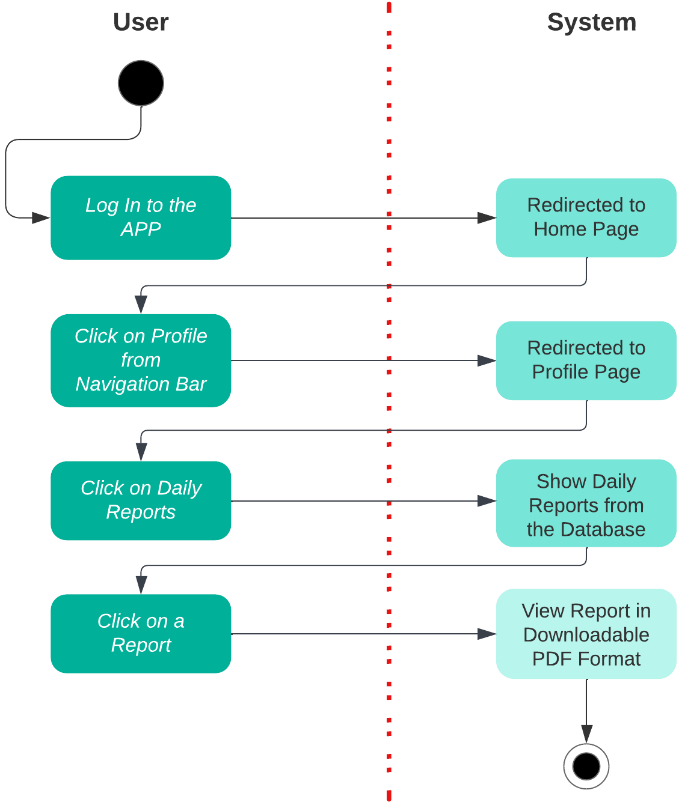 User
System
Log In to the
APP
Redirected to
Home Page
Click on Profile
from
Navigation Bar
Redirected to
Profile Page
Click on Daily
Reports
Show Daily
Reports from
the Database
Click on a
Report
View Report in
Downloadable
PDF Format